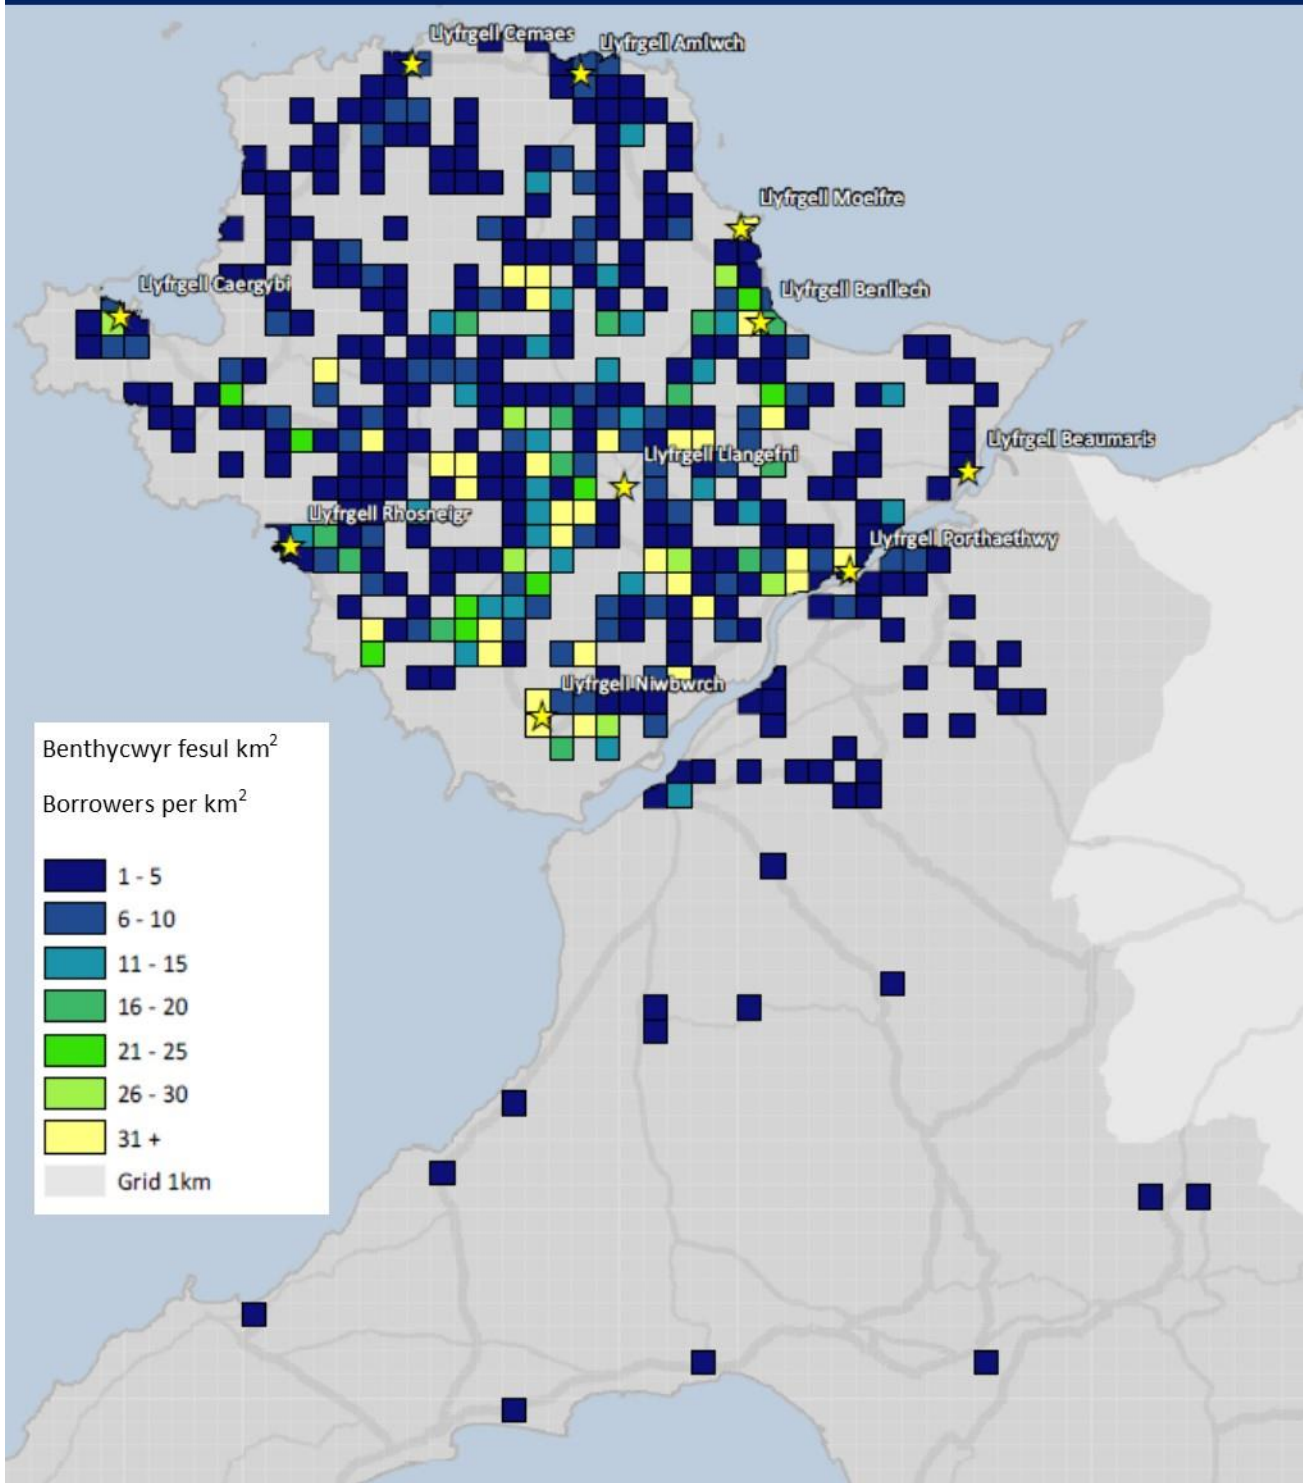 Llyfrgell Cemaes
Llyfrgell Amlwch
Llyfrgell Moelfre
Llyfrgell Caergybi
Llyfrgell Benllech
Llyfrgell Beaumaris
Llyfrgell Llangefni
Llyfrgell Rhosneigr
Llyfrgell Porthaethwy
Llyfrgell Niwbwrch
Benthycwyr fesul km²
Borrowers per km²
1 - 5
6 - 10
11 - 15
16 - 20
21 - 25
26 - 30
31 +
Grid 1km